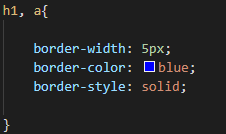 h1, a{
border-width: 5px;
border-color: blue;
border-style: solid;
}